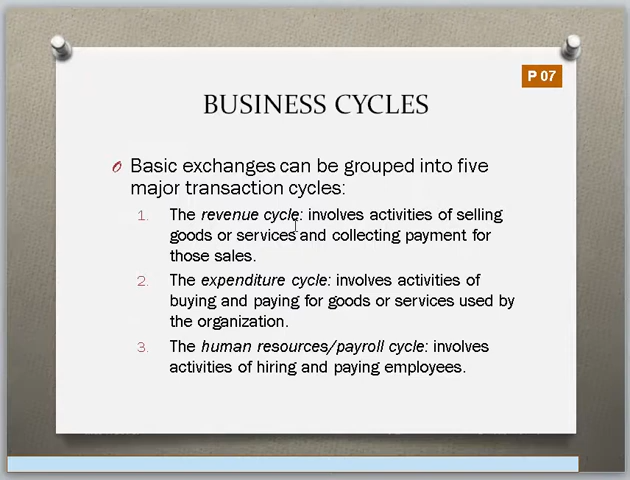 P 07
BUSINESS CYCLES
Basic exchanges can be grouped into five
major transaction cycles:
1. The revenue cycle: involves activities of selling
goods or services and collecting payment for
those sales.
2. The expenditure cycle: involves activities of
buying and paying for goods or services used by
the organization.
3. The human resources/payroll cycle: involves
activities of hiring and paying employees.